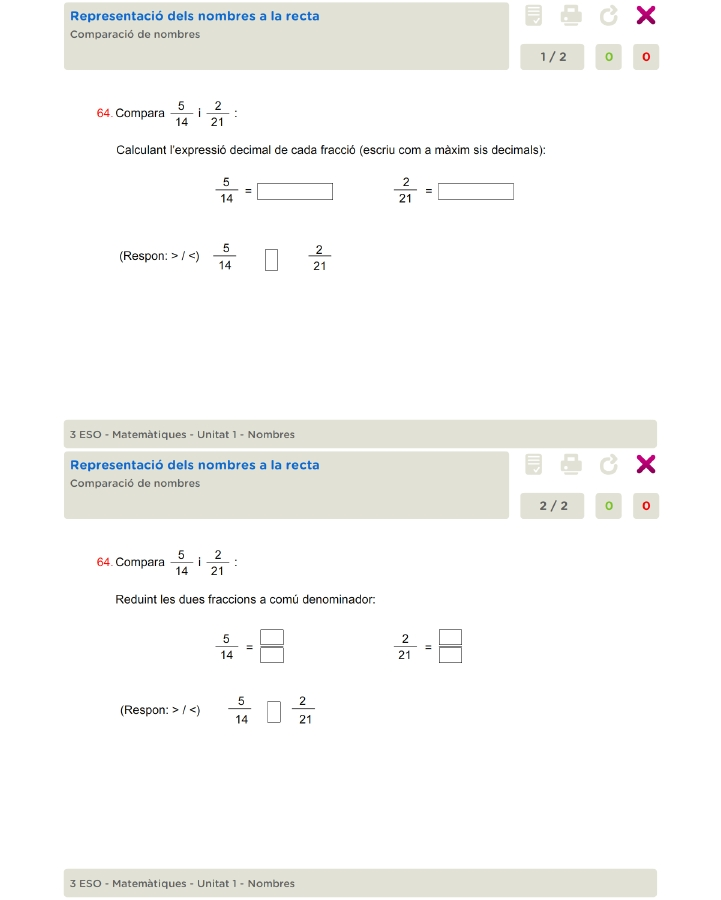 Representació dels nombres a la recta
Comparació de nombres
1 / 2 0 0
64. Compara 5/14 i 2/21 :
Calculant l'expressió decimal de cada fracció (escriu com a màxim sis decimals):
5/14 = 2/21 =
(Respon: > / <) 5/14 2/21
3 ESO - Matemàtiques - Unitat 1 - Nombres
Representació dels nombres a la recta
Comparació de nombres
2 / 2 0 0
64. Compara 5/14 i 2/21 :
Reduint les dues fraccions a comú denominador:
5/14 = 2/21 =
(Respon: > / <) 5/14 2/21
3 ESO - Matemàtiques - Unitat 1 - Nombres